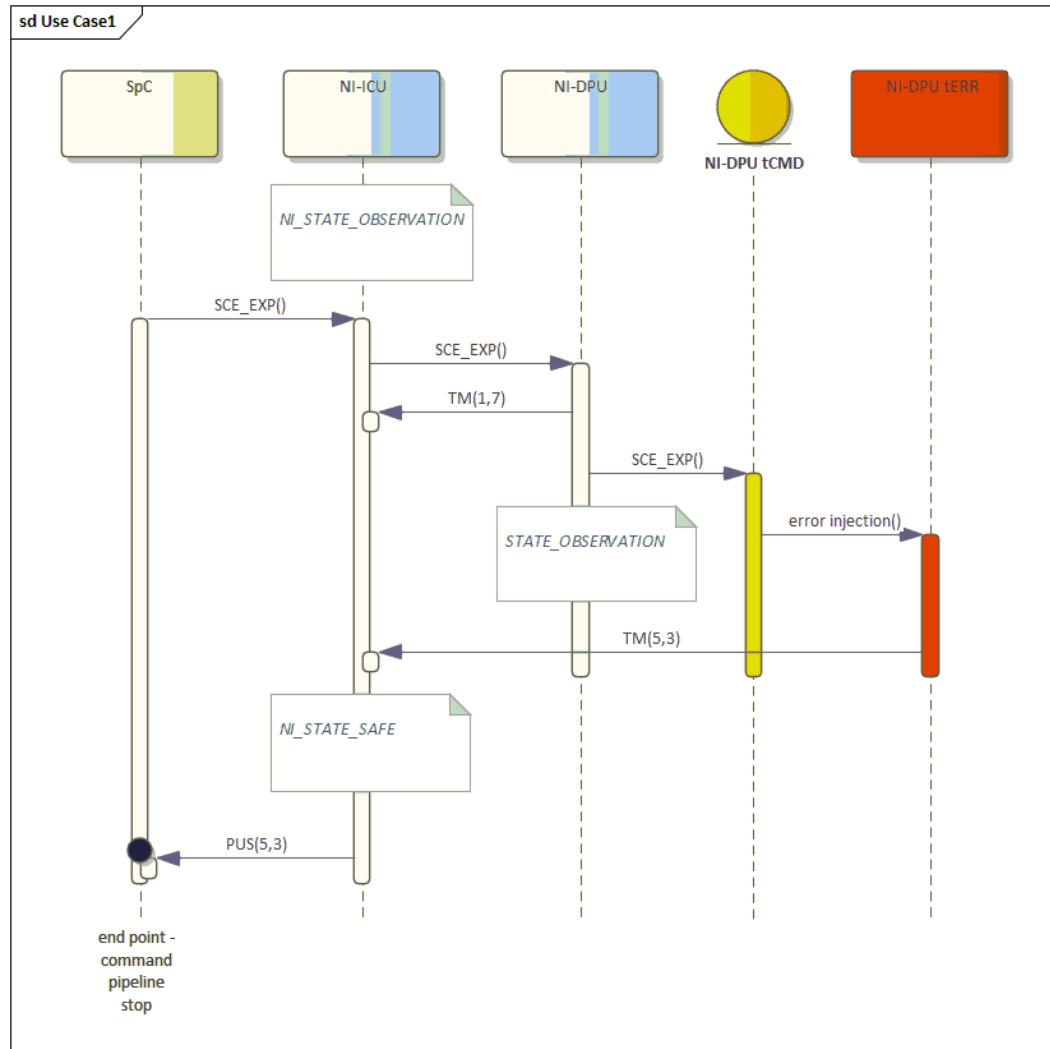 sd Use Case1
SpC
NI-ICU
NI-DPU
NI-DPU tCMD
NI-DPU tERR
NI_STATE_OBSERVATION
SCE_EXP()
SCE_EXP()
TM(1,7)
SCE_EXP()
error injection()
STATE_OBSERVATION
TM(5,3)
NI_STATE_SAFE
PUS(5,3)
end point -
command
pipeline
stop